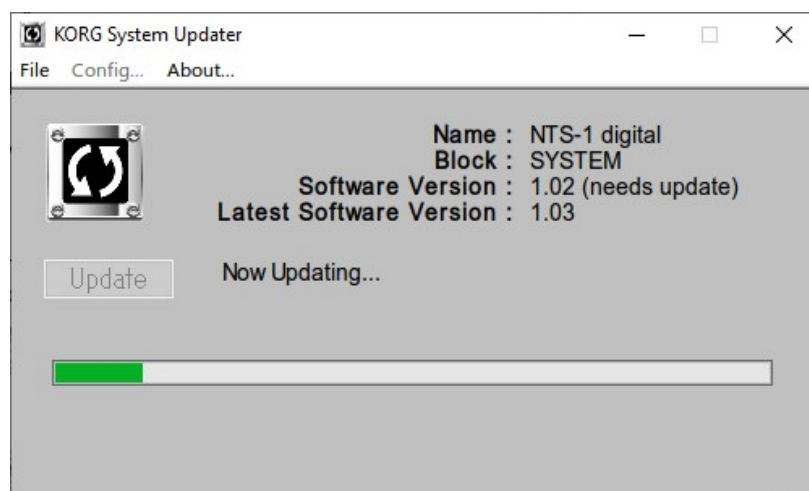 KORG System Updater
File Config... About...
Name : NTS-1 digital
Block : SYSTEM
Software Version : 1.02 (needs update)
Latest Software Version : 1.03
Update
Now Updating...